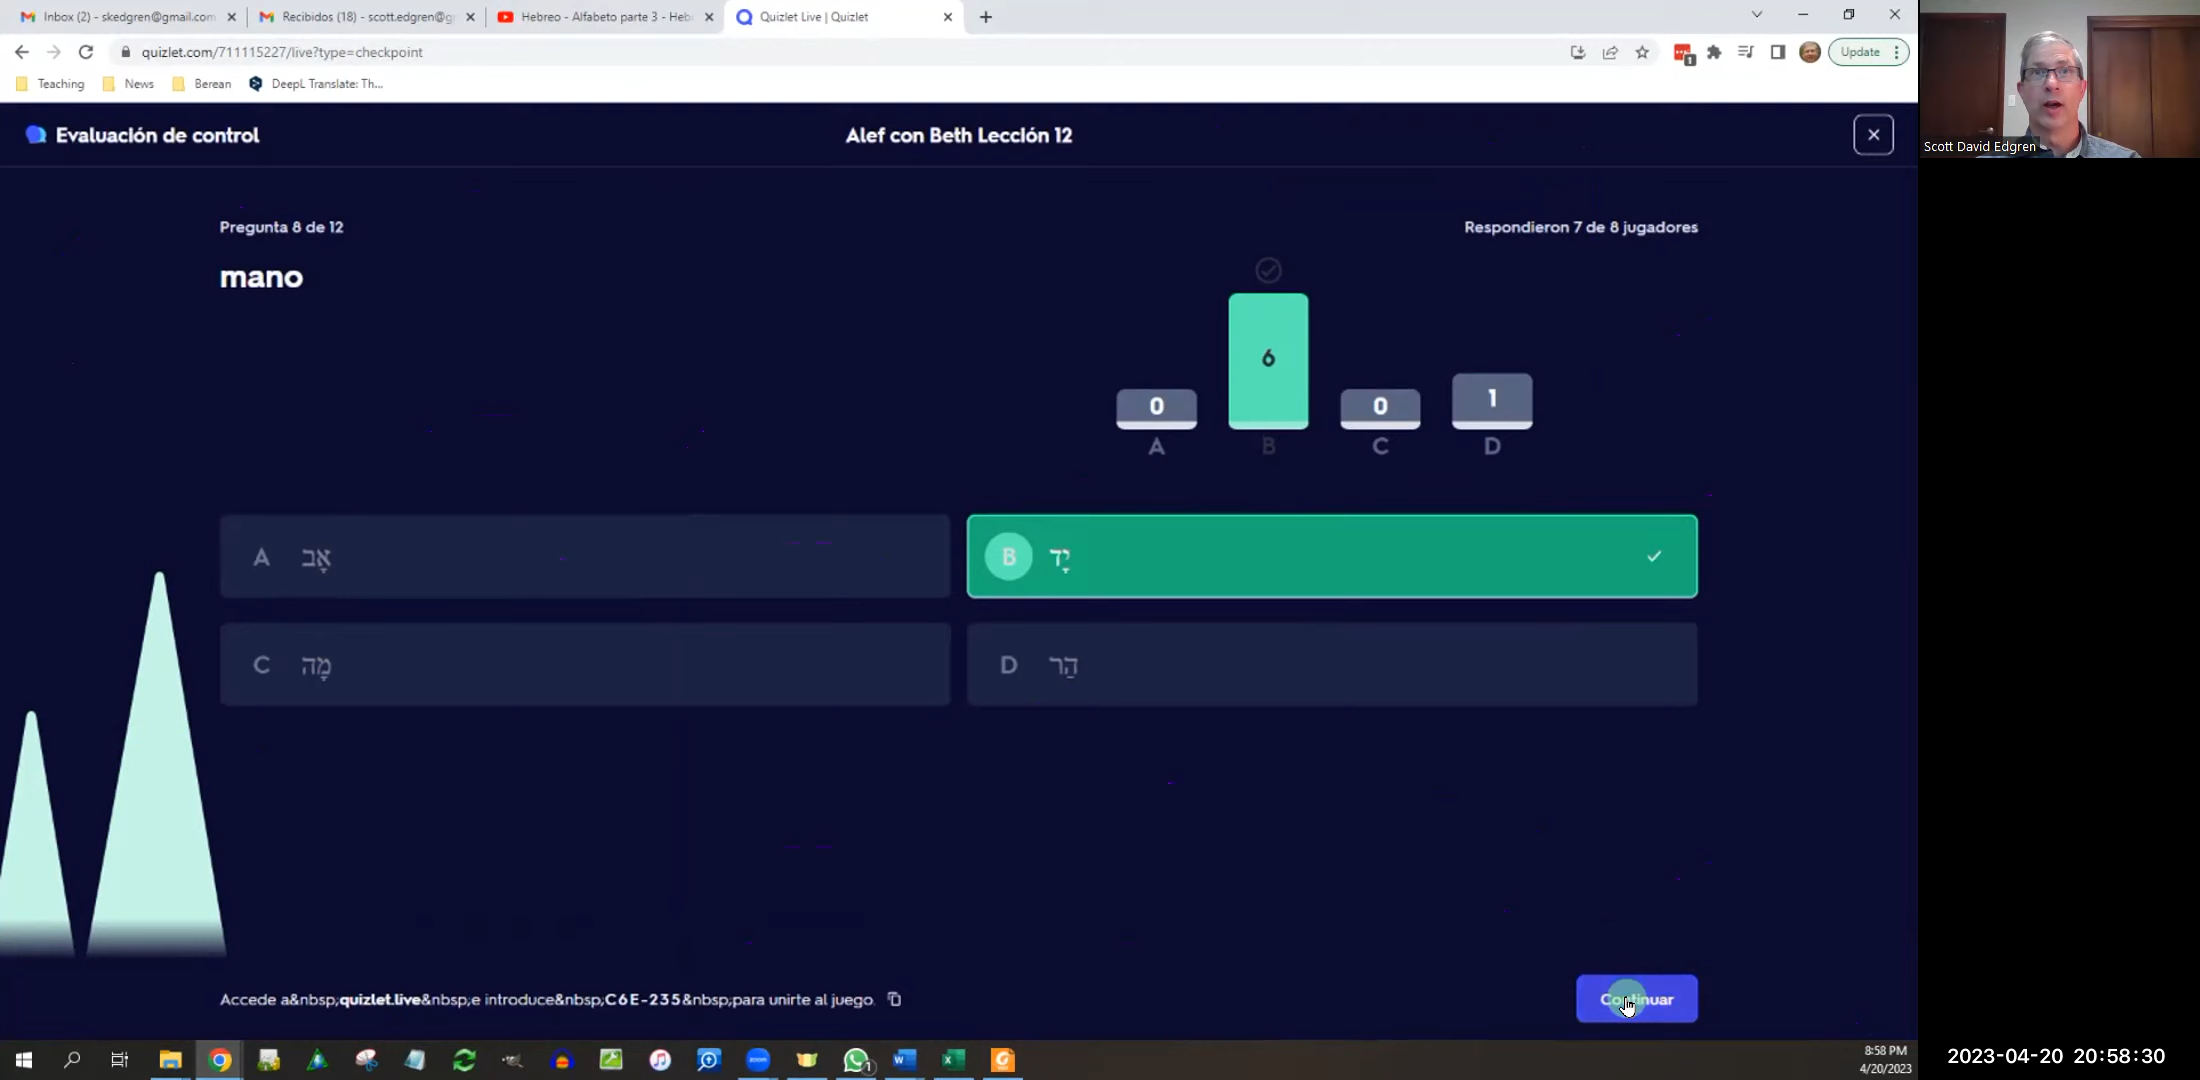 Inbox (2) - skedgren@gmail.com
Recibidos (18) - scott.edgren@g
Hebreo - Alfabeto parte 3 - Heb
Quizlet Live | Quizlet
quizlet.com/711115227/live?type=checkpoint
1
Update
Teaching
News
Berean
DeepL Translate: Th...
Scott David Edgren
Evaluación de control
Alef con Beth Lección 12
Pregunta 8 de 12
Respondieron 7 de 8 jugadores
mano
0
6
0
1
A
B
C
D
A אָב
B יָד
C מָה
D הַר
Accede a&nbsp;quizlet.live&nbsp;e introduce&nbsp;C6E-235&nbsp;para unirte al juego.
Continuar
zoom
1
8:58 PM
4/20/2023
2023-04-20 20:58:30